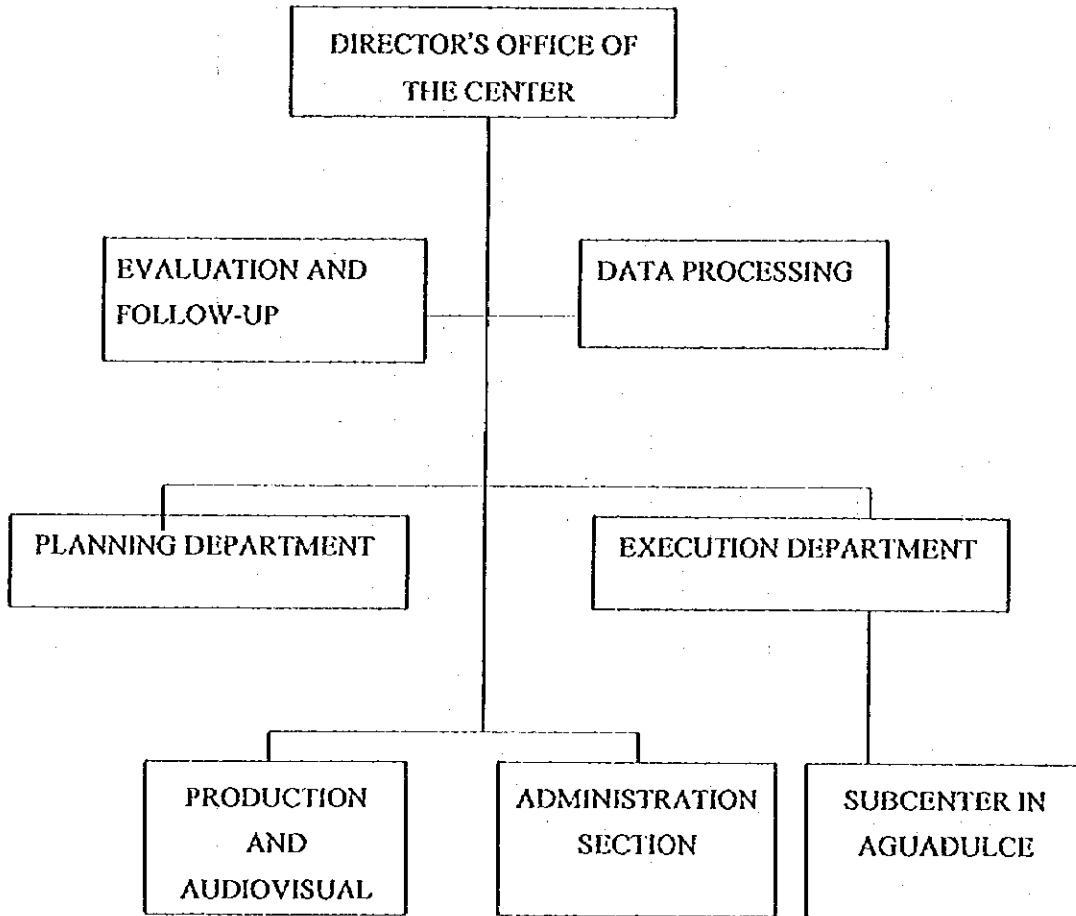 DIRECTOR'S OFFICE OF
THE CENTER
EVALUATION AND
FOLLOW-UP
DATA PROCESSING
PLANNING DEPARTMENT
EXECUTION DEPARTMENT
PRODUCTION
AND
AUDIOVISUAL
ADMINISTRATION
SECTION
SUBCENTER IN
AGUADULCE